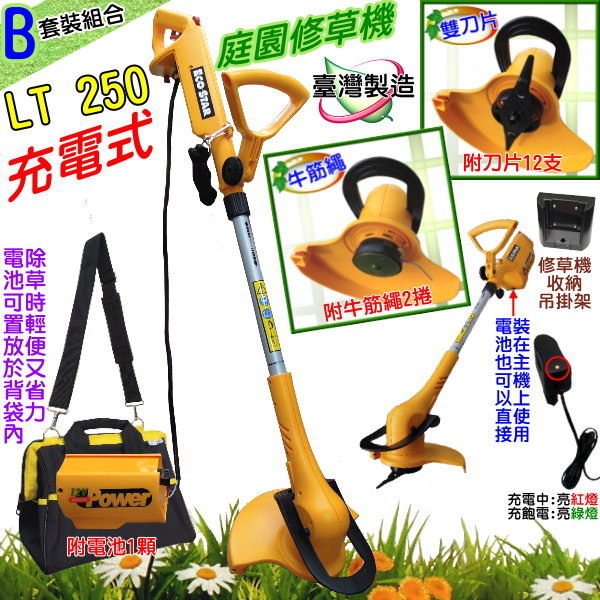 B 套裝組合
LT 250
充電式
庭園修草機
臺灣製造
雙刀片
附刀片12支
牛筋繩
附牛筋繩2捲
ECO STAR
修草機
收納
吊掛架
電池也可以直接
裝在主機上使用
除草時輕便又省力
電池可置放於背袋內
12V
Power
附電池1顆
充電中:亮紅燈
充飽電:亮綠燈